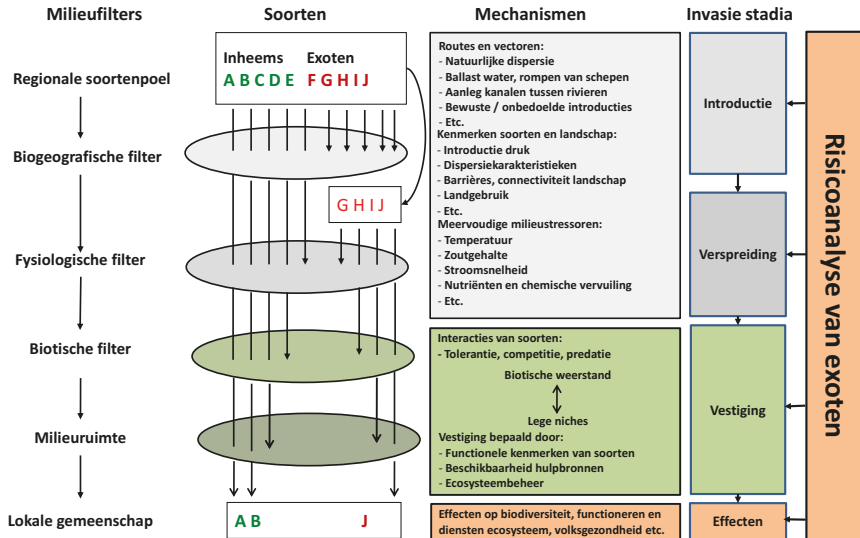 Milieufilters
Soorten
Mechanismen
Invasie stadia
Regionale soortenpoel
Biogeografische filter
Fysiologische filter
Biotische filter
Milieuruimte
Lokale gemeenschap
Inheems Exoten
A B C D E F G H I J
G H I J
A B J
Routes en vectoren:
- Natuurlijke dispersie
- Ballast water, rompen van schepen
- Aanleg kanalen tussen rivieren
- Bewuste / onbedoelde introducties
- Etc.
Kenmerken soorten en landschap:
- Introductie druk
- Dispersiekarakteristieken
- Barrières, connectiviteit landschap
- Landgebruik
- Etc.
Meervoudige milieustressoren:
- Temperatuur
- Zoutgehalte
- Stroomsnelheid
- Nutriënten en chemische vervuiling
- Etc.
Interacties van soorten:
- Tolerantie, competitie, predatie
Biotische weerstand
Lege niches
Vestiging bepaald door:
- Functionele kenmerken van soorten
- Beschikbaarheid hulpbronnen
- Ecosysteembeheer
Effecten op biodiversiteit, functioneren en
diensten ecosysteem, volksgezondheid etc.
Introductie
Verspreiding
Vestiging
Effecten
Risicoanalyse van exoten